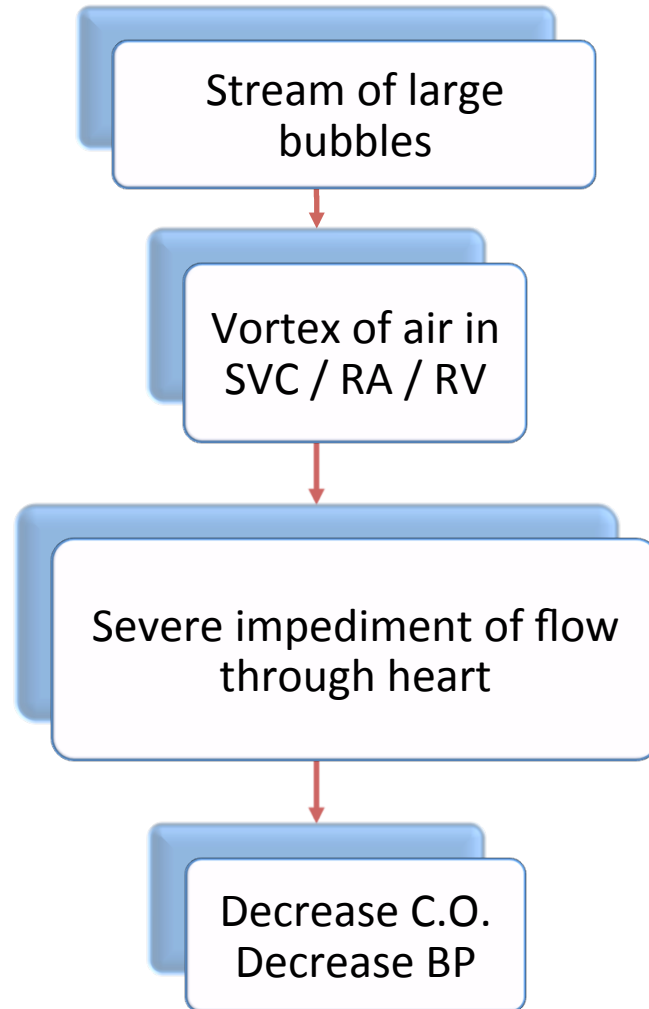 Stream of large
bubbles
Vortex of air in
SVC / RA / RV
Severe impediment of flow
through heart
Decrease C.O.
Decrease BP